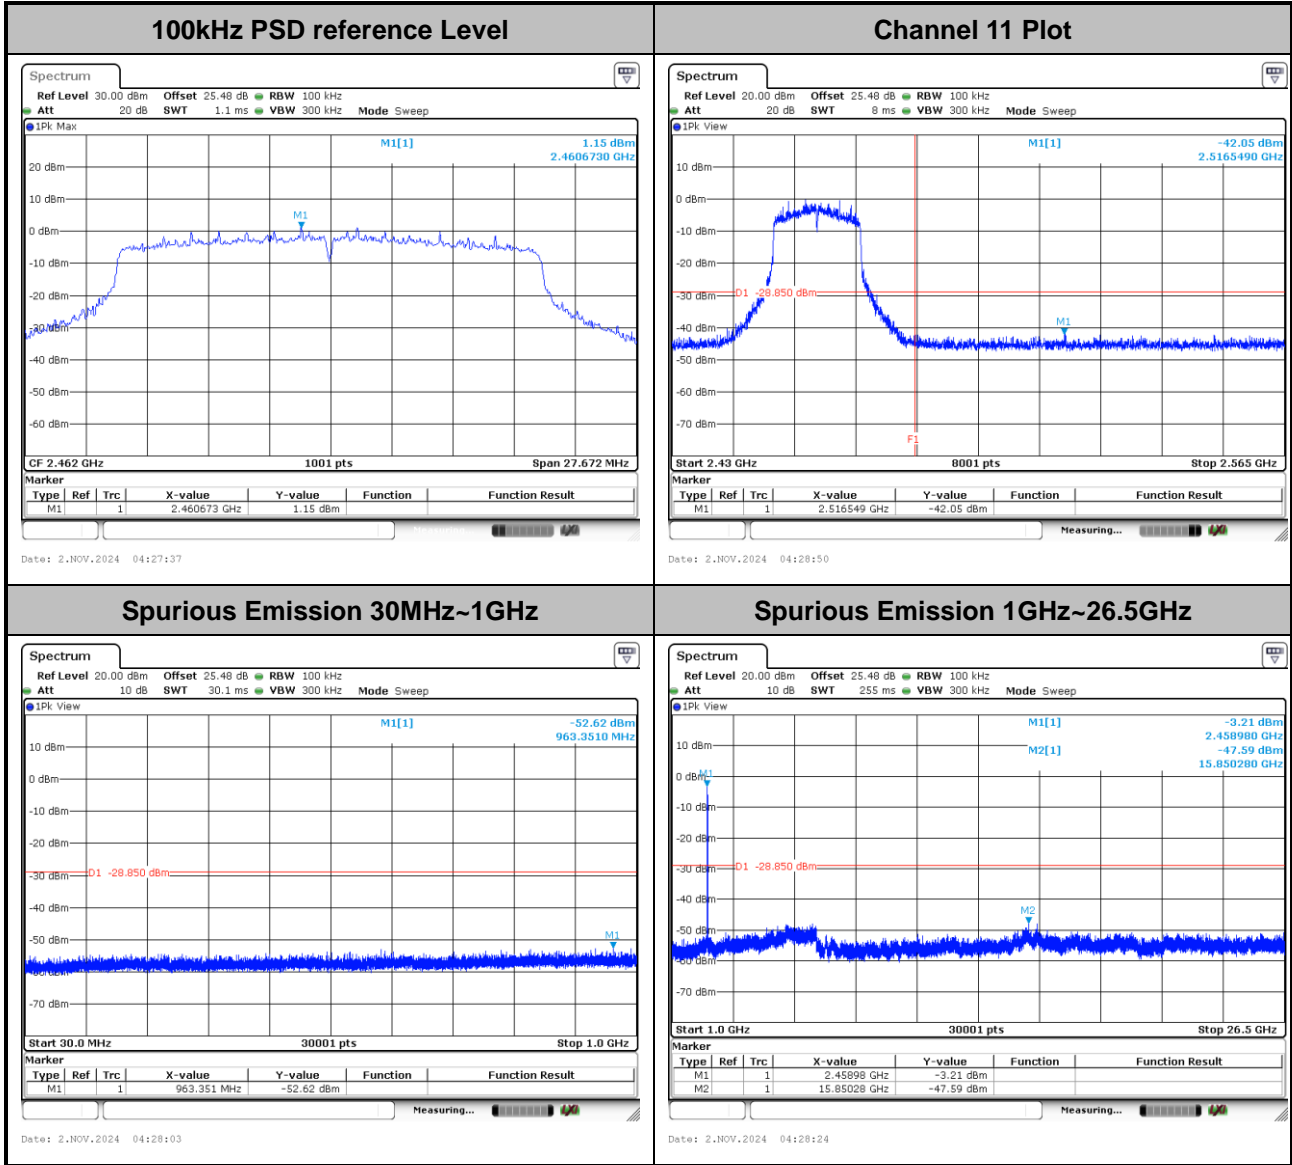 100kHz PSD reference Level
Spectrum
Ref Level 30.00 dBm Offset 25.48 dB RBW 100 kHz
Att 20 dB SWT 1.1 ms VBW 300 kHz Mode Sweep
1Pk Max
M1[1] 1.15 dBm
2.4606730 GHz
20 dBm
10 dBm
M1
0 dBm
-10 dBm
-20 dBm
-30 dBm
-40 dBm
-50 dBm
-60 dBm
CF 2.462 GHz 1001 pts Span 27.672 MHz
Marker
Type Ref Trc X-value Y-value Function Function Result
M1 1 2.460673 GHz 1.15 dBm
Measuring...
Date: 2.NOV.2024 04:27:37
Channel 11 Plot
Spectrum
Ref Level 20.00 dBm Offset 25.48 dB RBW 100 kHz
Att 20 dB SWT 8 ms VBW 300 kHz Mode Sweep
1Pk View
M1[1] -42.05 dBm
2.5165490 GHz
10 dBm
0 dBm
-10 dBm
-20 dBm
-30 dBm
D1 -28.850 dBm
M1
-40 dBm
-50 dBm
-60 dBm
-70 dBm
F1
Start 2.43 GHz 8001 pts Stop 2.565 GHz
Marker
Type Ref Trc X-value Y-value Function Function Result
M1 1 2.516549 GHz -42.05 dBm
Measuring...
Date: 2.NOV.2024 04:28:50
Spurious Emission 30MHz~1GHz
Spectrum
Ref Level 20.00 dBm Offset 25.48 dB RBW 100 kHz
Att 10 dB SWT 30.1 ms VBW 300 kHz Mode Sweep
1Pk View
M1[1] -52.62 dBm
963.3510 MHz
10 dBm
0 dBm
-10 dBm
-20 dBm
-30 dBm
D1 -28.850 dBm
-40 dBm
M1
-50 dBm
-60 dBm
-70 dBm
Start 30.0 MHz 30001 pts Stop 1.0 GHz
Marker
Type Ref Trc X-value Y-value Function Function Result
M1 1 963.351 MHz -52.62 dBm
Measuring...
Date: 2.NOV.2024 04:28:03
Spurious Emission 1GHz~26.5GHz
Spectrum
Ref Level 20.00 dBm Offset 25.48 dB RBW 100 kHz
Att 10 dB SWT 255 ms VBW 300 kHz Mode Sweep
1Pk View
M1[1] -3.21 dBm
2.458980 GHz
M2[1] -47.59 dBm
15.850280 GHz
10 dBm
0 dBm
M1
-10 dBm
-20 dBm
-30 dBm
D1 -28.850 dBm
-40 dBm
M2
-50 dBm
-60 dBm
-70 dBm
Start 1.0 GHz 30001 pts Stop 26.5 GHz
Marker
Type Ref Trc X-value Y-value Function Function Result
M1 1 2.45898 GHz -3.21 dBm
M2 1 15.85028 GHz -47.59 dBm
Measuring...
Date: 2.NOV.2024 04:28:24